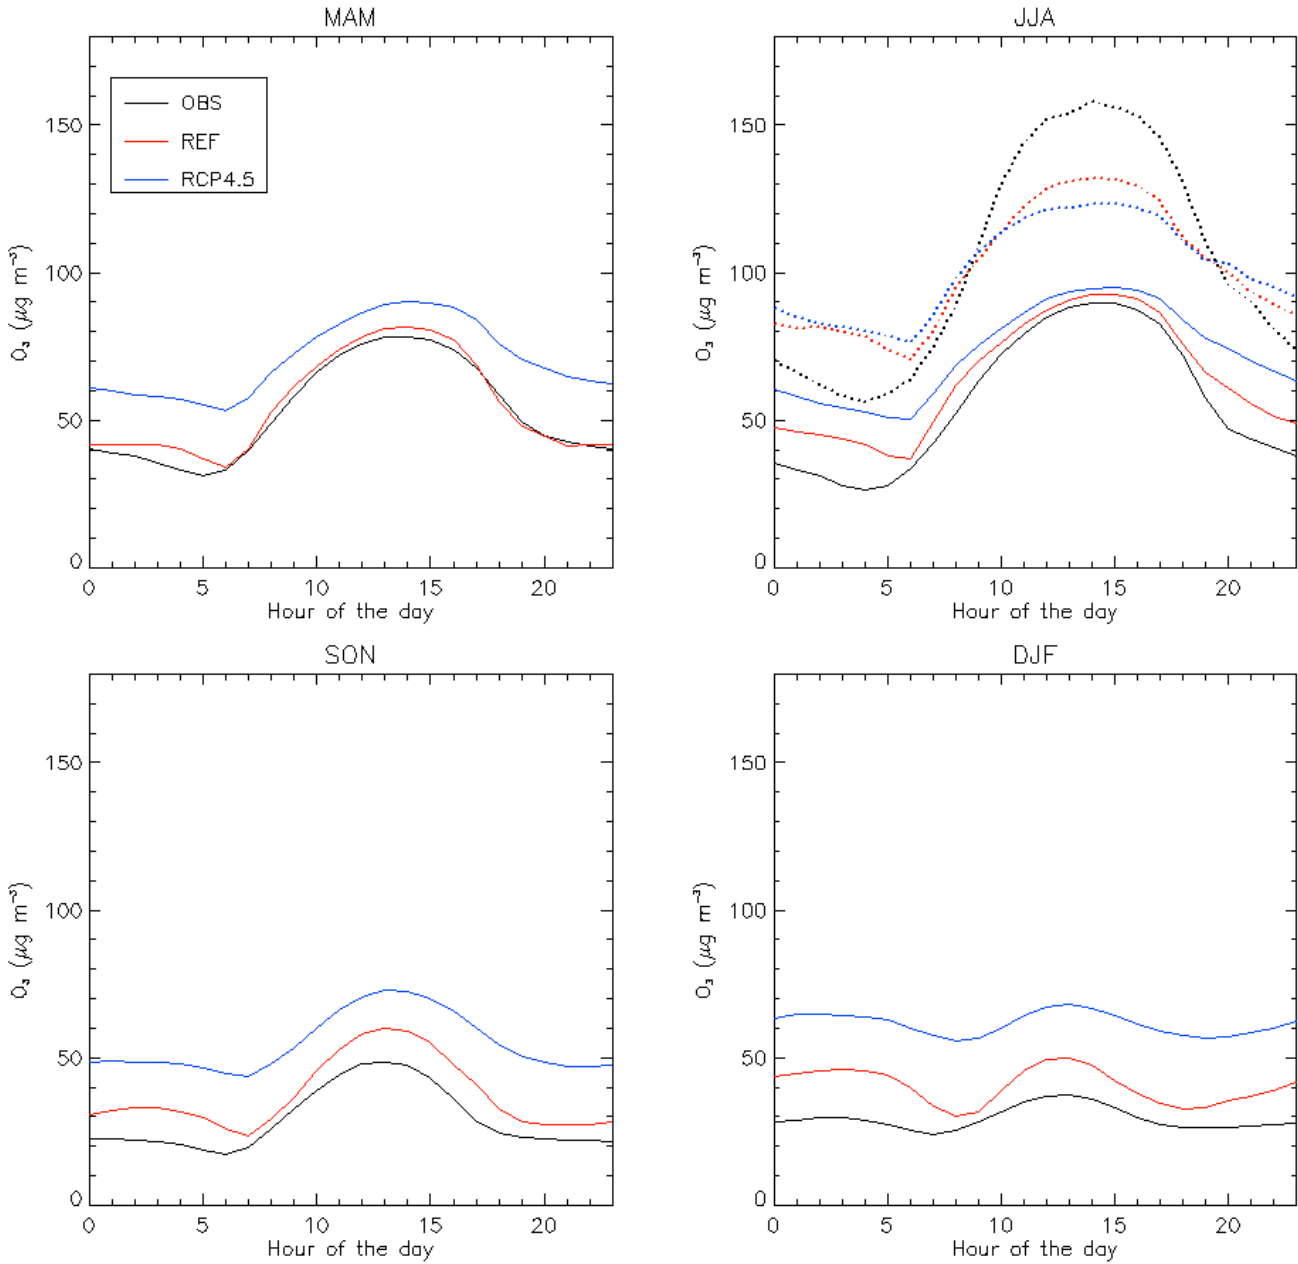 MAM
OBS
REF
RCP4.5
150
100
50
0
O₃ (μg m⁻³)
0 5 10 15 20
Hour of the day
JJA
150
100
50
0
O₃ (μg m⁻³)
0 5 10 15 20
Hour of the day
SON
150
100
50
0
O₃ (μg m⁻³)
0 5 10 15 20
Hour of the day
DJF
150
100
50
0
O₃ (μg m⁻³)
0 5 10 15 20
Hour of the day